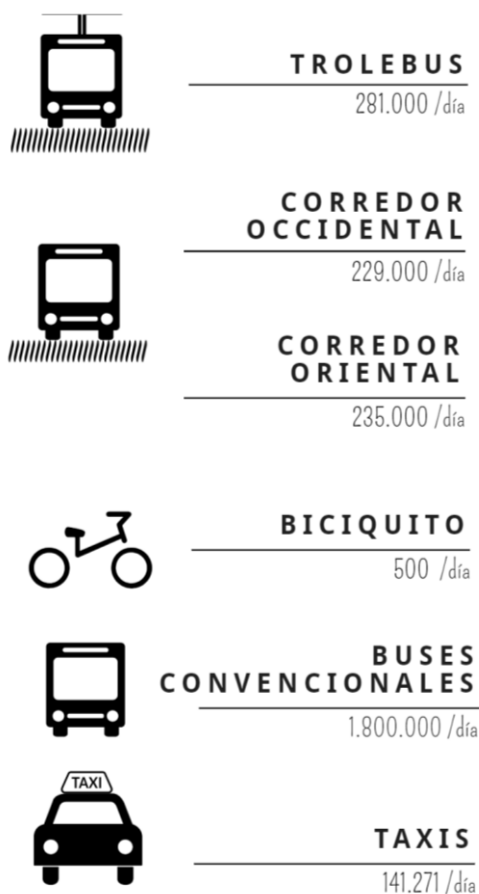 TROLEBUS
281.000 /día
CORREDOR
OCCIDENTAL
229.000 /día
CORREDOR
ORIENTAL
235.000 /día
BICIQUITO
500 /día
BUSES
CONVENCIONALES
1.800.000 /día
TAXI
TAXIS
141.271 /día